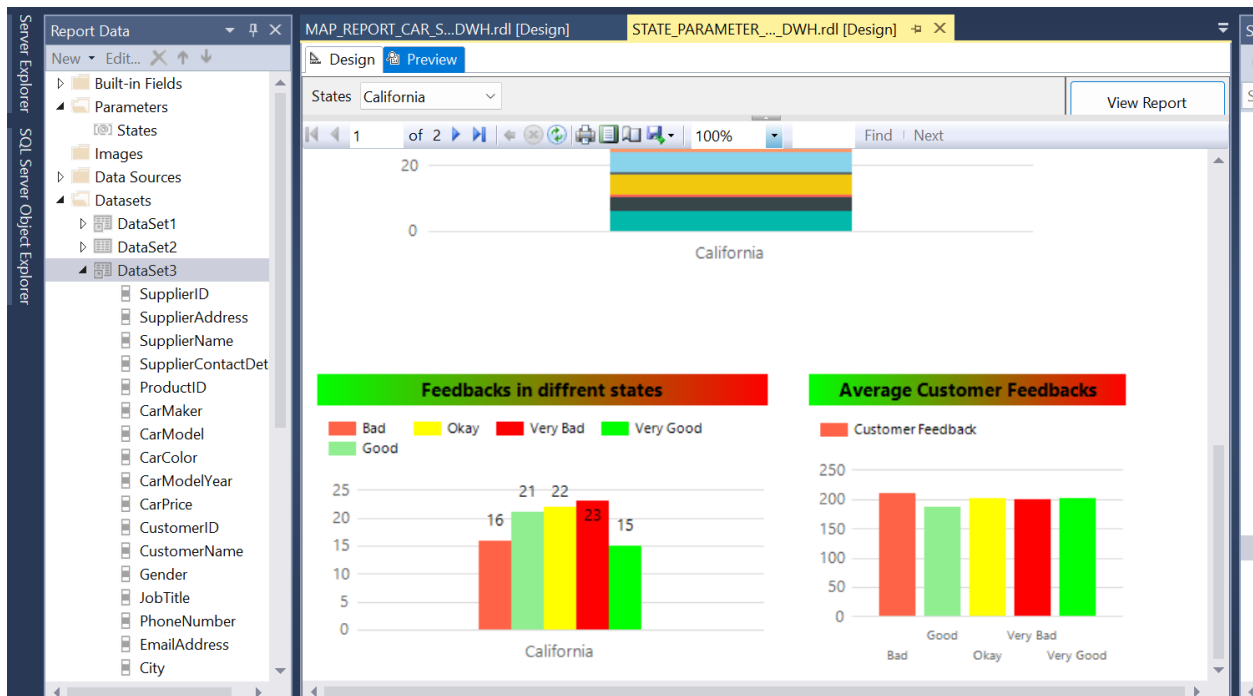 Server Explorer
SQL Server Object Explorer
Report Data
New Edit...
Built-in Fields
Parameters
States
Images
Data Sources
Datasets
DataSet1
DataSet2
DataSet3
SupplierID
SupplierAddress
SupplierName
SupplierContactDet
ProductID
CarMaker
CarModel
CarColor
CarModelYear
CarPrice
CustomerID
CustomerName
Gender
JobTitle
PhoneNumber
EmailAddress
City
MAP_REPORT_CAR_S...DWH.rdl [Design] STATE_PARAMETER_..._DWH.rdl [Design]
Design Preview
States California View Report
1 of 2 100% Find Next
20
0
California
Feedbacks in diffrent states
Bad Okay Very Bad Very Good
Good
25
20
15
10
5
0
16 21 22 23 15
California
Average Customer Feedbacks
Customer Feedback
250
200
150
100
50
0
Good Very Bad
Bad Okay Very Good